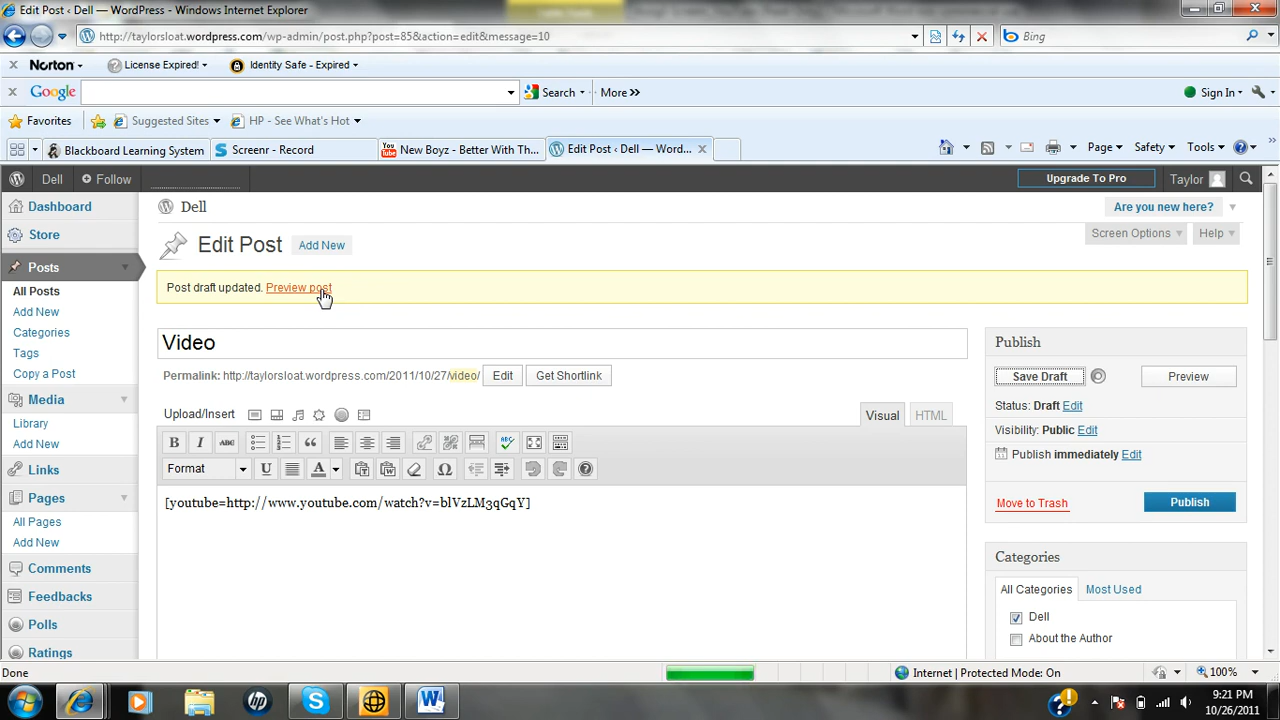 Edit Post ‹ Dell — WordPress - Windows Internet Explorer
http://taylorsloat.wordpress.com/wp-admin/post.php?post=85&action=edit&message=10
Bing
Norton
License Expired!
Identity Safe - Expired
Google
Search
More »
Sign In
Favorites
Suggested Sites
HP - See What's Hot
Blackboard Learning System
Screenr - Record
New Boyz - Better With Th...
Edit Post ‹ Dell — Word...
Page
Safety
Tools
Dell
Follow
Upgrade To Pro
Taylor
Dashboard
Store
Posts
All Posts
Add New
Categories
Tags
Copy a Post
Media
Library
Add New
Links
Pages
All Pages
Add New
Comments
Feedbacks
Polls
Ratings
Dell
Are you new here?
Edit Post
Add New
Screen Options
Help
Post draft updated. Preview post
Video
Permalink: http://taylorsloat.wordpress.com/2011/10/27/video/
Edit
Get Shortlink
Upload/Insert
Visual
HTML
B I ABC
ABC
Format
U
A
[youtube=http://www.youtube.com/watch?v=blVzLM3qGqY]
Publish
Save Draft
Preview
Status: Draft Edit
Visibility: Public Edit
Publish immediately Edit
Move to Trash
Publish
Categories
All Categories
Most Used
Dell
About the Author
Done
Internet | Protected Mode: On
100%
9:21 PM
10/26/2011